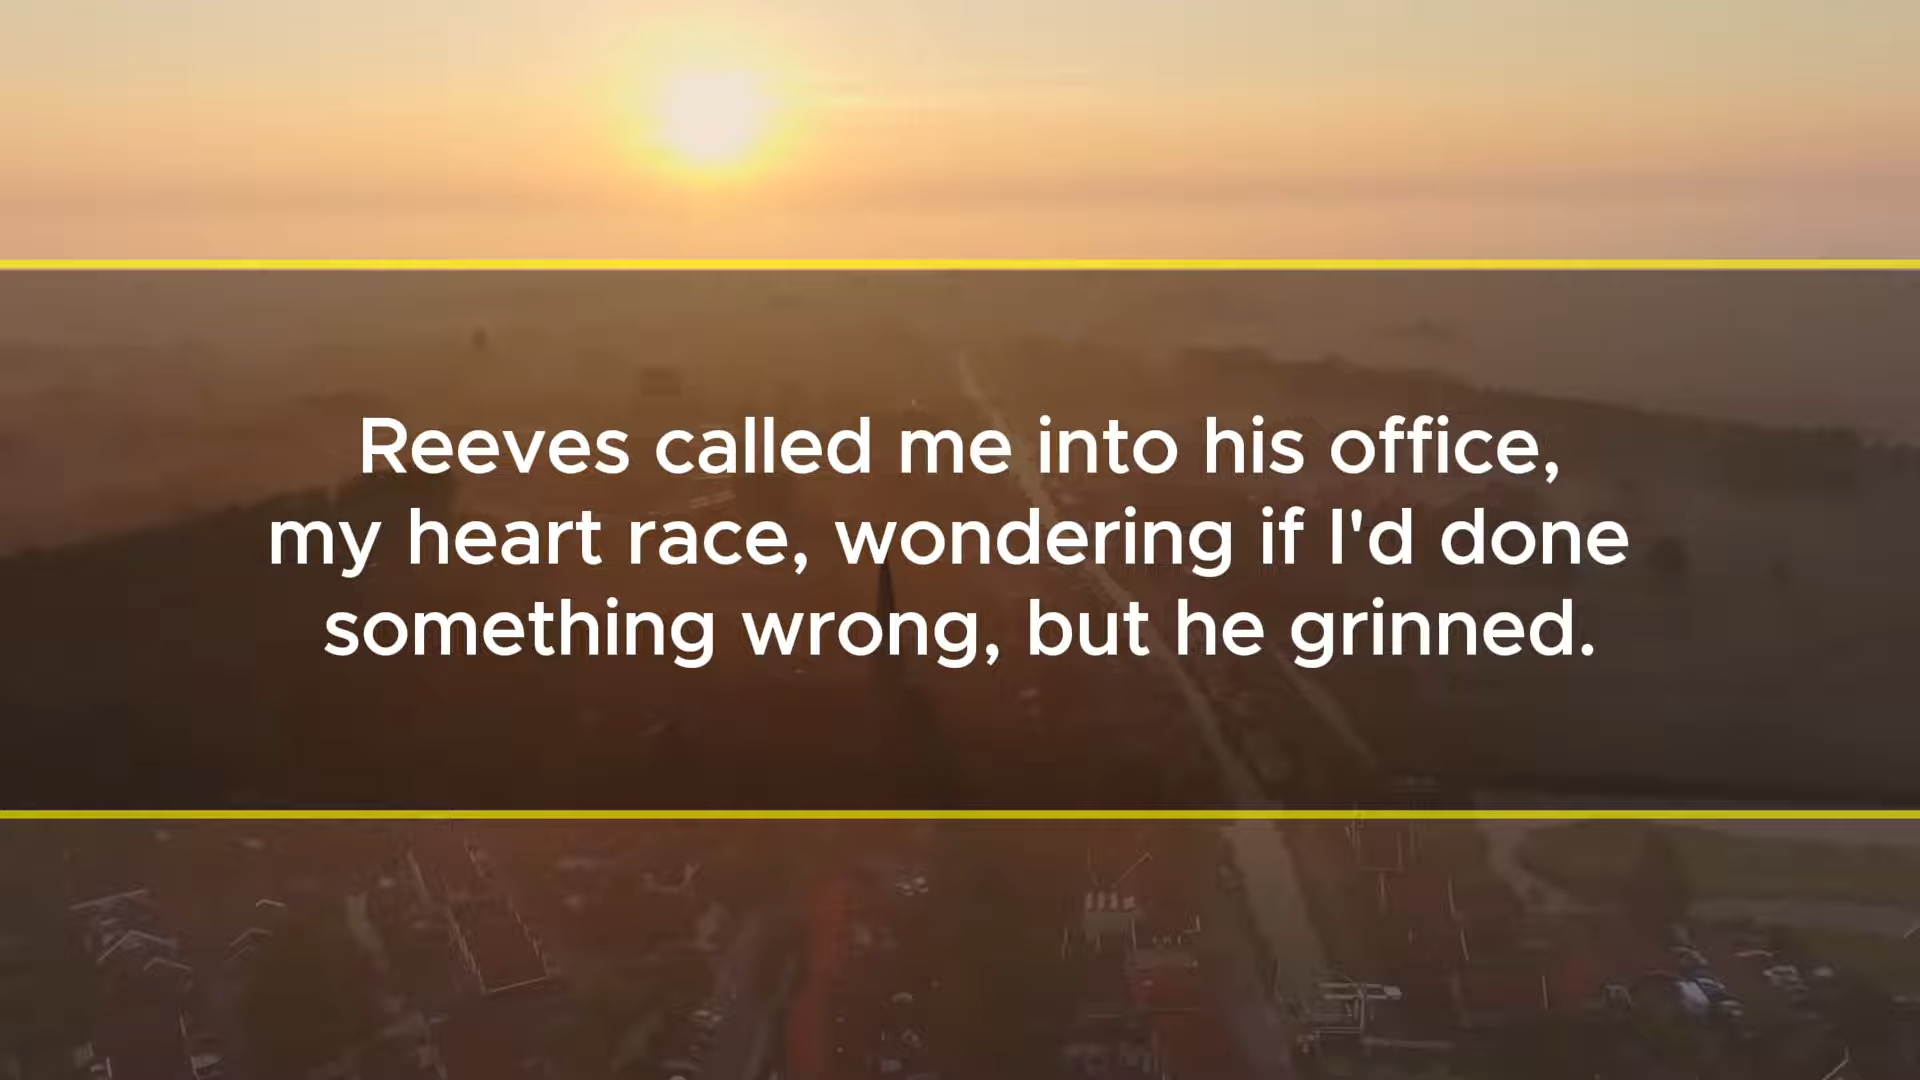 Reeves called me into his office,
my heart race, wondering if I'd done
something wrong, but he grinned.